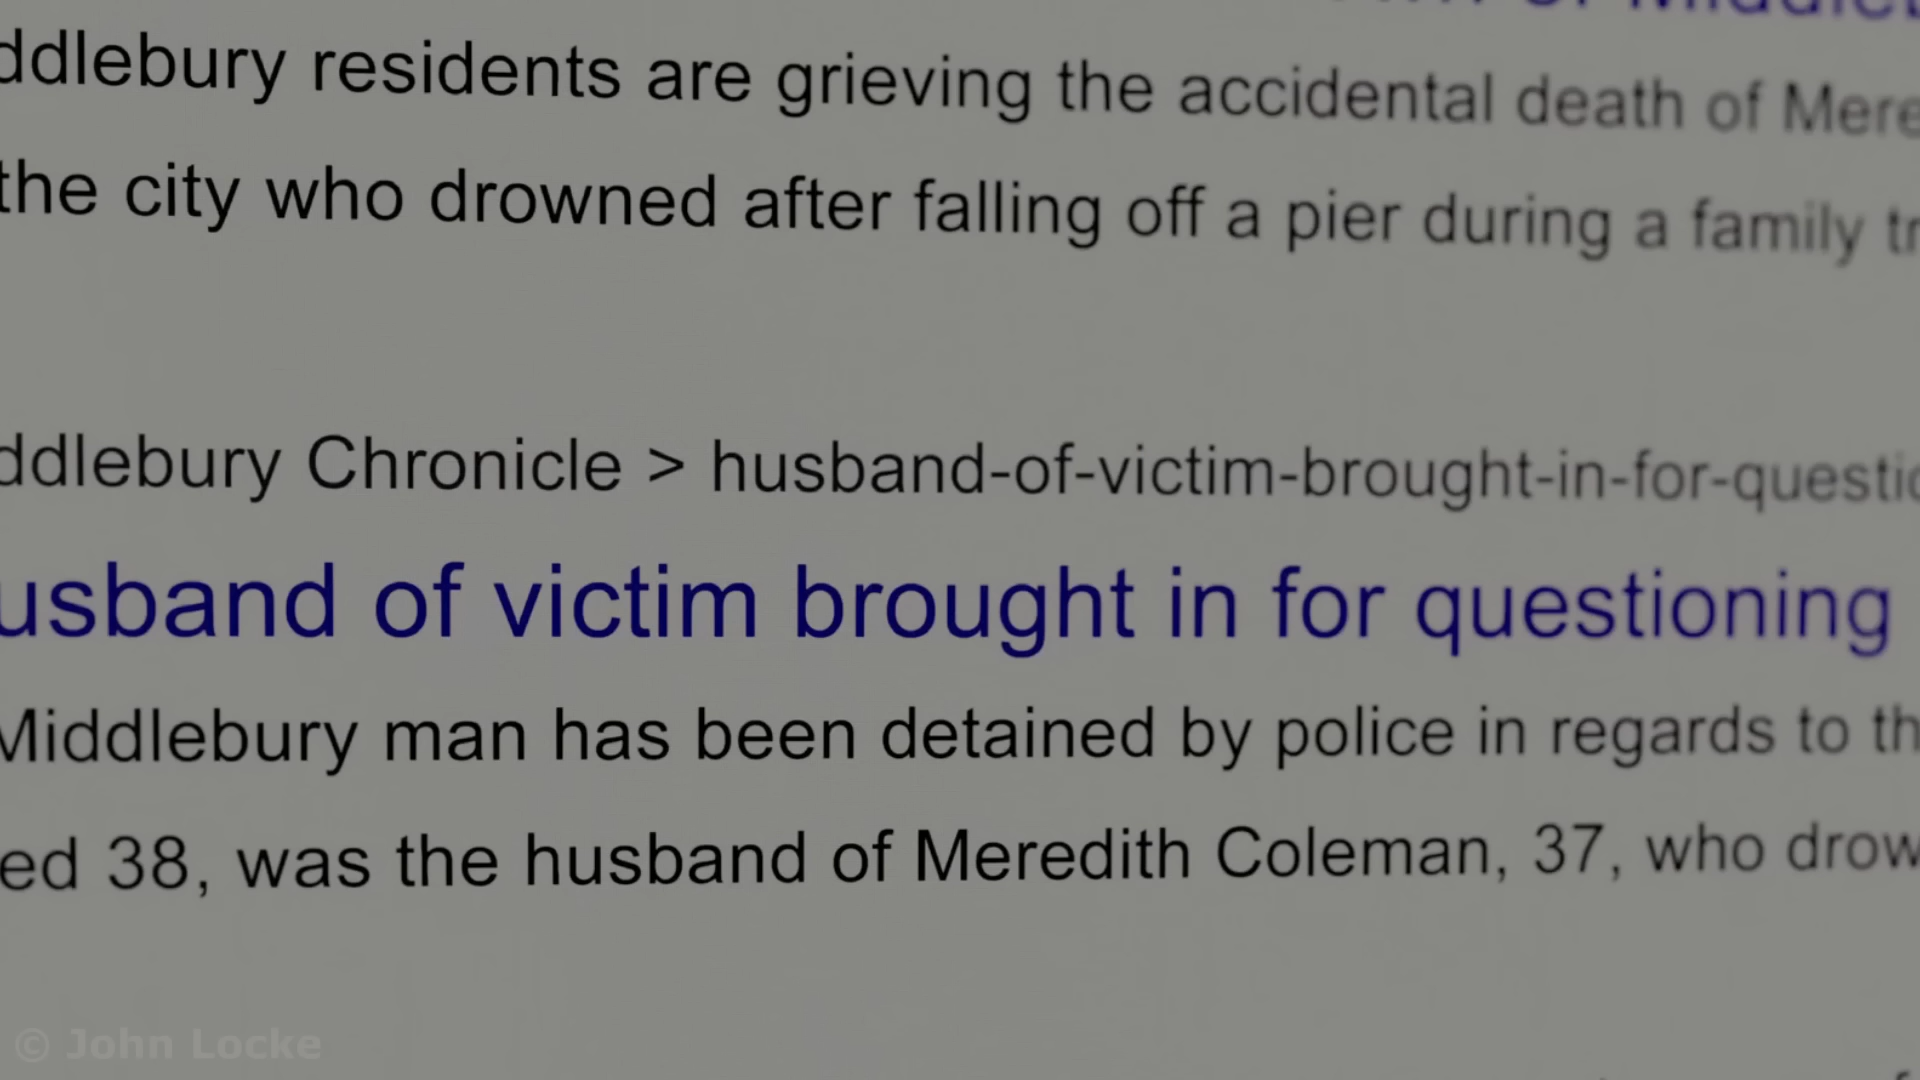 ddlebury residents are grieving the accidental death of Mere
the city who drowned after falling off a pier during a family tr
ddlebury Chronicle > husband-of-victim-brought-in-for-questio
usband of victim brought in for questioning
Middlebury man has been detained by police in regards to th
ed 38, was the husband of Meredith Coleman, 37, who drow
© John Locke